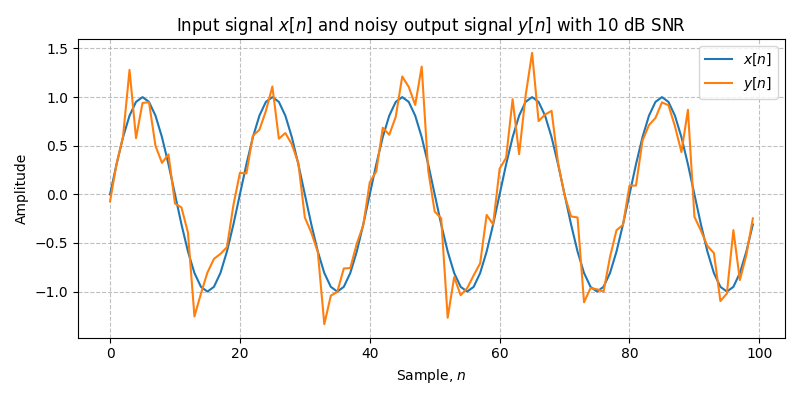 Input signal x[n] and noisy output signal y[n] with 10 dB SNR
x[n]
y[n]
Amplitude
1.5
1.0
0.5
0.0
−0.5
−1.0
0 20 40 60 80 100
Sample, n